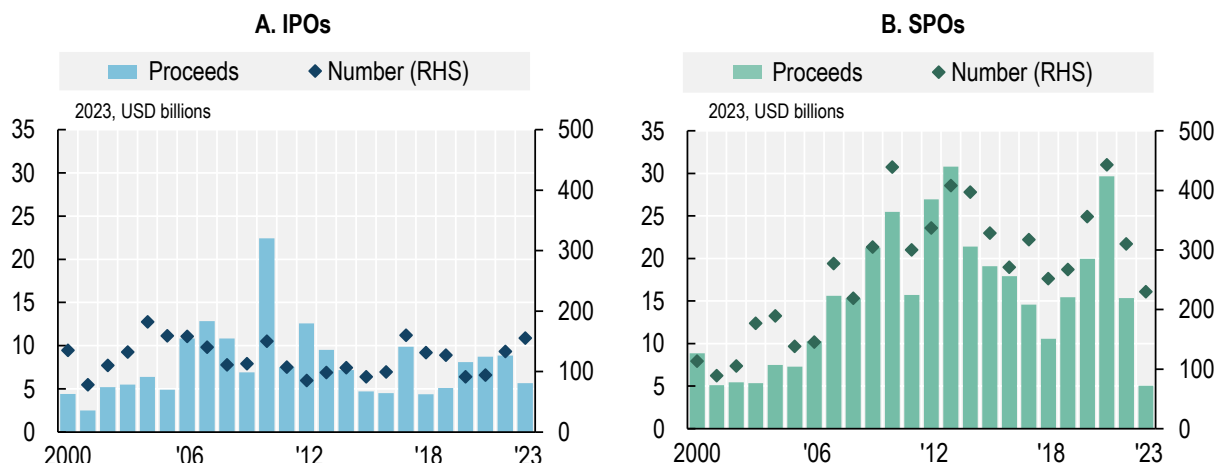 A. IPOs
Proceeds Number (RHS)
2023, USD billions
35 500
30
400
25
20 300
15 200
10
100
5
0 0
2000 '06 '12 '18 '23
B. SPOs
Proceeds Number (RHS)
2023, USD billions
35 500
30
400
25
20 300
15 200
10
100
5
0 0
2000 '06 '12 '18 '23